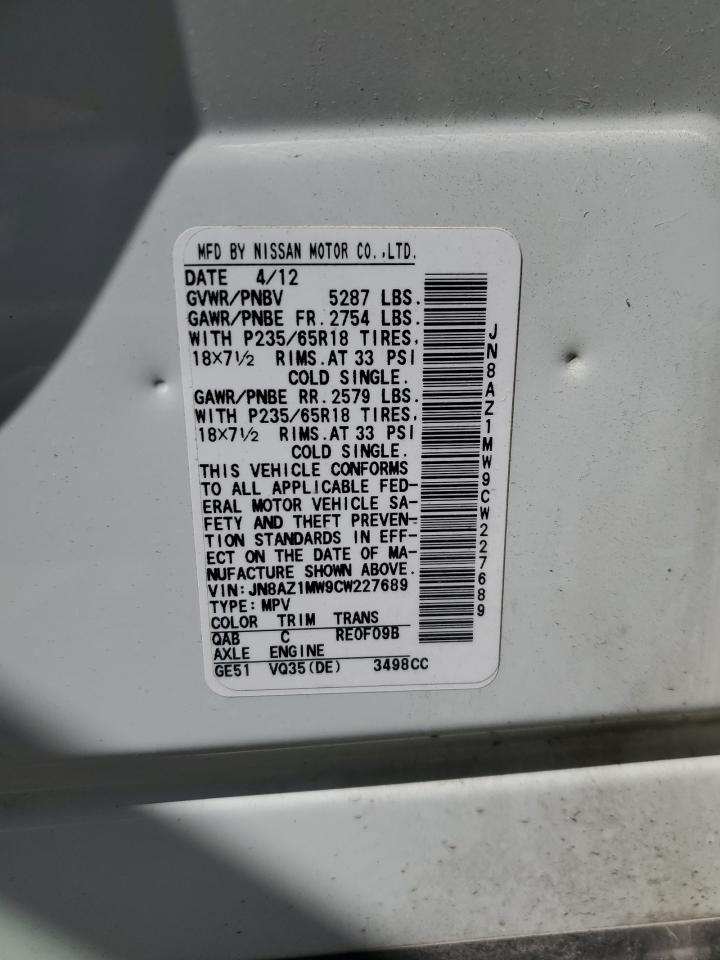 MFD BY NISSAN MOTOR CO.,LTD.
DATE 4/12
GVWR/PNBV 5287 LBS.
GAWR/PNBE FR. 2754 LBS.
WITH P235/65R18 TIRES,
18×7½ RIMS.AT 33 PSI
COLD SINGLE.
GAWR/PNBE RR. 2579 LBS.
WITH P235/65R18 TIRES,
18×7½ RIMS.AT 33 PSI
COLD SINGLE.
THIS VEHICLE CONFORMS
TO ALL APPLICABLE FED-
ERAL MOTOR VEHICLE SA-
FETY AND THEFT PREVEN-
TION STANDARDS IN EFF-
ECT ON THE DATE OF MA-
NUFACTURE SHOWN ABOVE.
VIN: JN8AZ1MW9CW227689
TYPE: MPV
COLOR TRIM TRANS
QAB C RE0F09B
AXLE ENGINE
GE51 VQ35(DE) 3498CC
JN8AZ1MW9CW227689